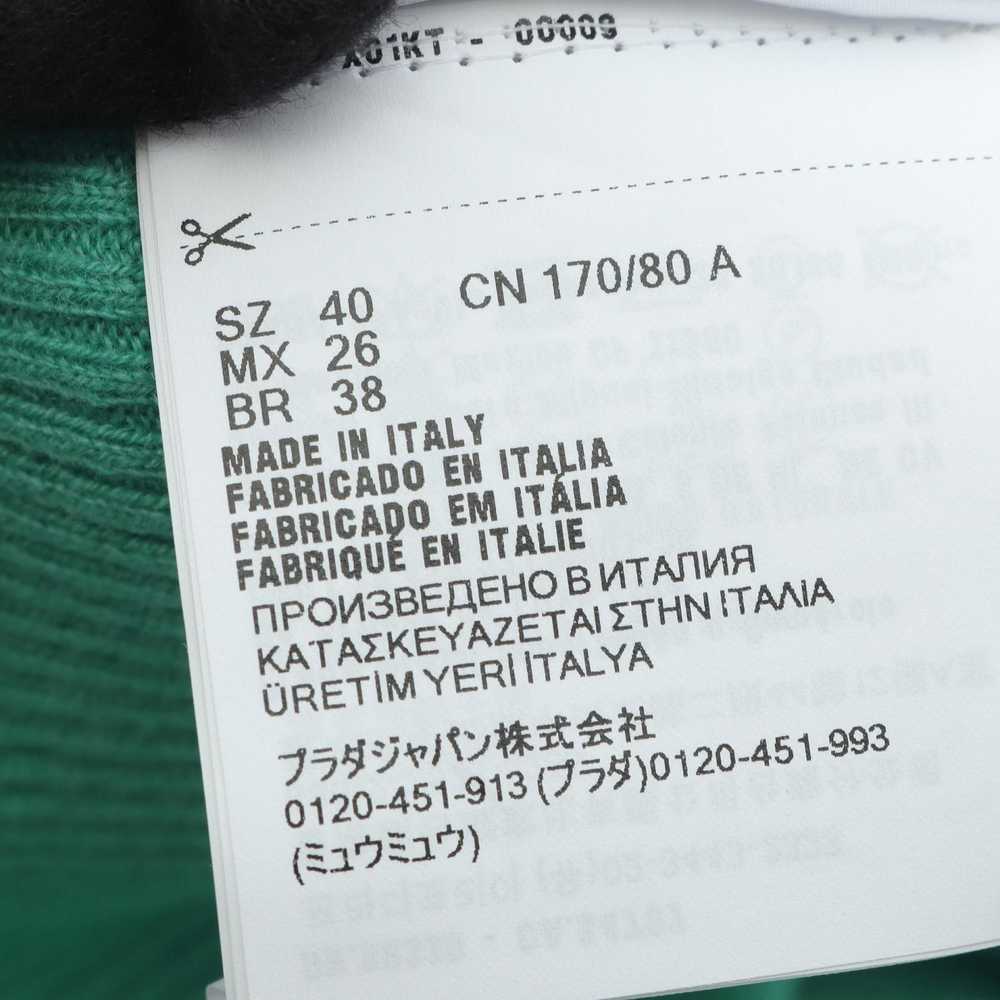 X01KT - 00009
SZ 40 CN 170/80 A
MX 26
BR 38
MADE IN ITALY
FABRICADO EN ITALIA
FABRICADO EM ITÁLIA
FABRIQUÉ EN ITALIE
ПРОИЗВЕДЕНО В ИТАЛИЯ
ΚΑΤΑΣΚΕΥΑΖΕΤΑΙ ΣΤΗΝ ΙΤΑΛΙΑ
ÜRETİM YERİ İTALYA
プラダジャパン株式会社
0120-451-913 (プラダ)0120-451-993
(ミュウミュウ)